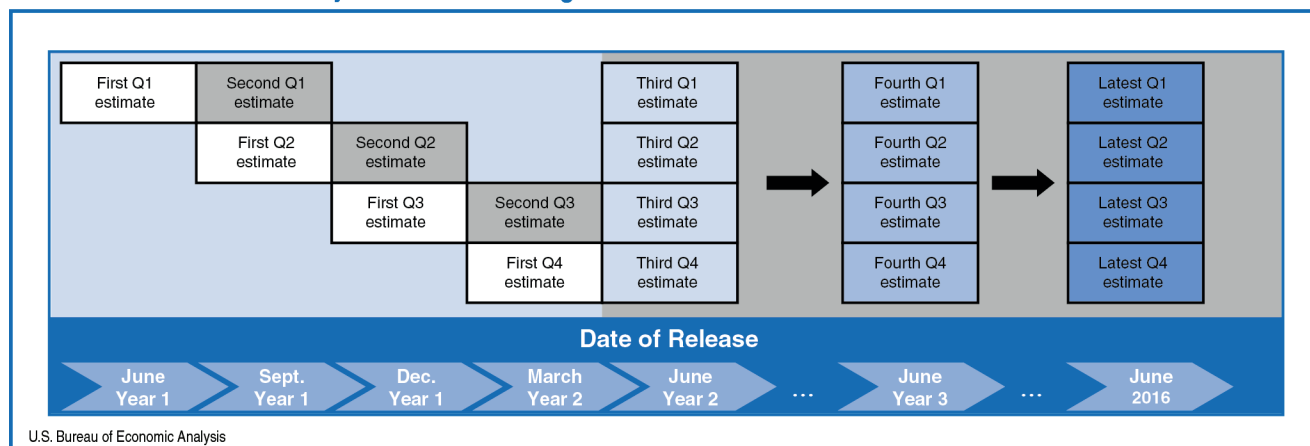 First Q1
estimate
Second Q1
estimate
Third Q1
estimate
Fourth Q1
estimate
Latest Q1
estimate
First Q2
estimate
Second Q2
estimate
Third Q2
estimate
Fourth Q2
estimate
Latest Q2
estimate
First Q3
estimate
Second Q3
estimate
Third Q3
estimate
Fourth Q3
estimate
Latest Q3
estimate
First Q4
estimate
Third Q4
estimate
Fourth Q4
estimate
Latest Q4
estimate
Date of Release
June
Year 1
Sept.
Year 1
Dec.
Year 1
March
Year 2
June
Year 2
...
June
Year 3
...
June
2016
U.S. Bureau of Economic Analysis